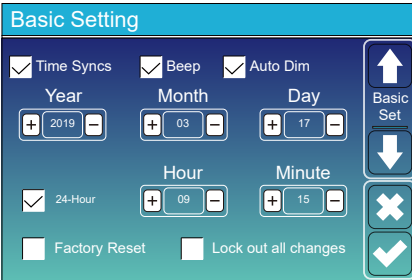 Basic Setting
Time Syncs Beep Auto Dim
Year Month Day
Basic
Set
+ 2019 − + 03 − + 17 −
Hour Minute
24-Hour + 09 − + 15 −
Factory Reset Lock out all changes